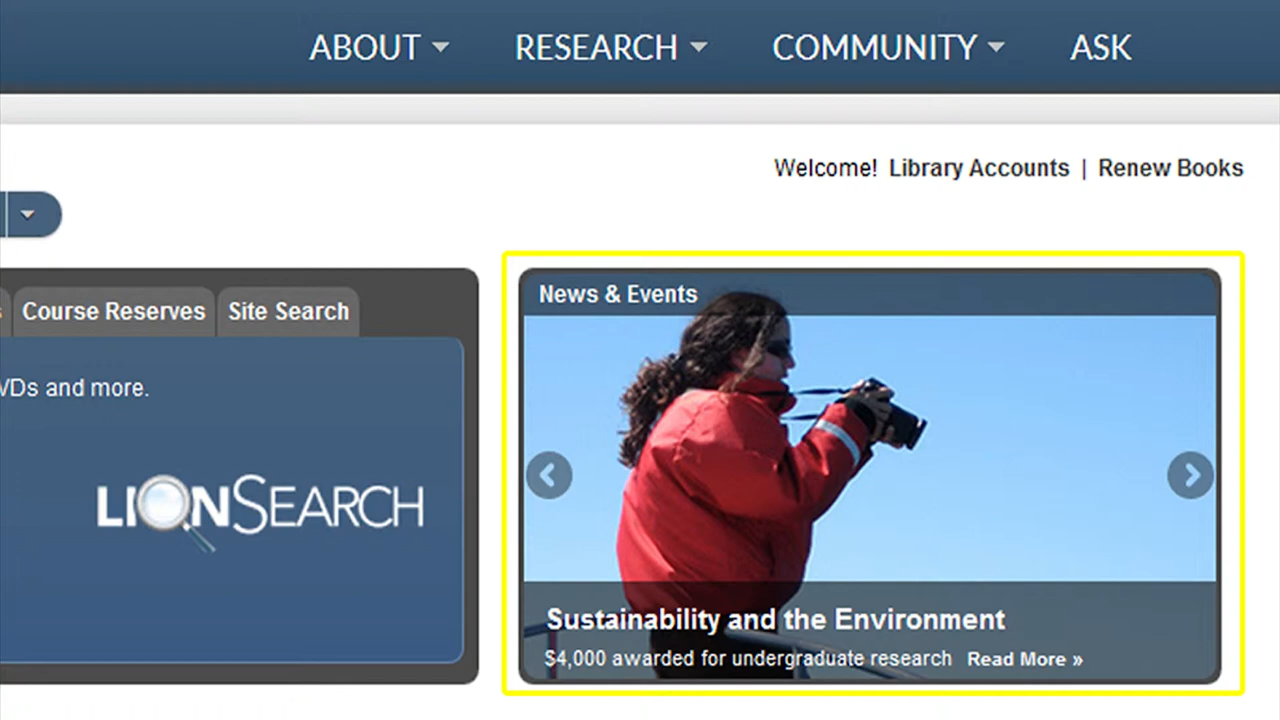 ABOUT RESEARCH COMMUNITY ASK
Welcome! Library Accounts | Renew Books
Course Reserves Site Search
and more.
LIONSEARCH
News & Events
Sustainability and the Environment
$4,000 awarded for undergraduate research Read More »